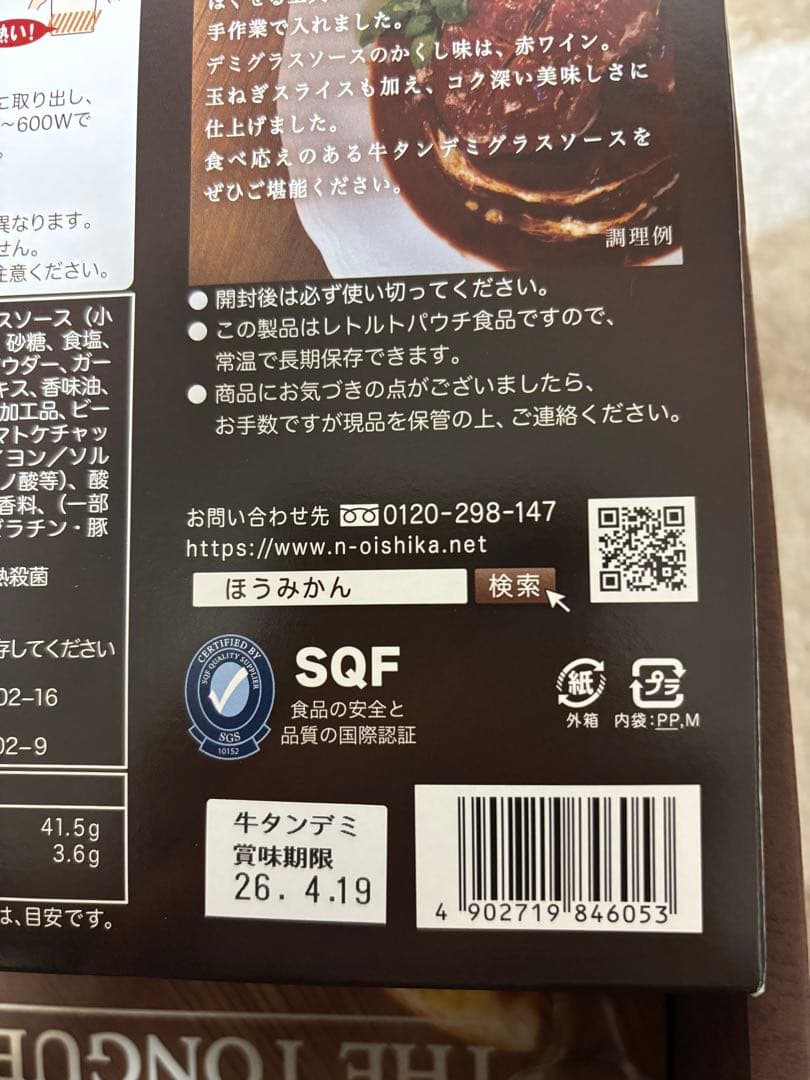 熱い!
に取り出し、
～600Wで
異なります。
せん。
注意ください。
手作業で入れました。
デミグラスソースのかくし味は、赤ワイン。
玉ねぎスライスも加え、コク深い美味しさに
仕上げました。
食べ応えのある牛タンデミグラスソースを
ぜひご堪能ください。
調理例
●開封後は必ず使い切ってください。
●この製品はレトルトパウチ食品ですので、
常温で長期保存できます。
●商品にお気づきの点がございましたら、
お手数ですが現品を保管の上、ご連絡ください。
スソース(小
砂糖、食塩、
ウダー、ガー
キス、香味油、
加工品、ビー
マトケチャッ
イヨン/ソル
ノ酸等)、酸
香料、(一部
ゼラチン・豚
熱殺菌
存してください
02-16
02-9
41.5g
3.6g
は、目安です。
お問い合わせ先 0120-298-147
https://www.n-oishika.net
ほうみかん 検索
CERTIFIED BY
SQF QUALITY SUPPLIER
SGS
10152
SQF
食品の安全と
品質の国際認証
紙
外箱
プラ
内袋:PP,M
牛タンデミ
賞味期限
26. 4.19
4 902719 846053
THE TONGUE